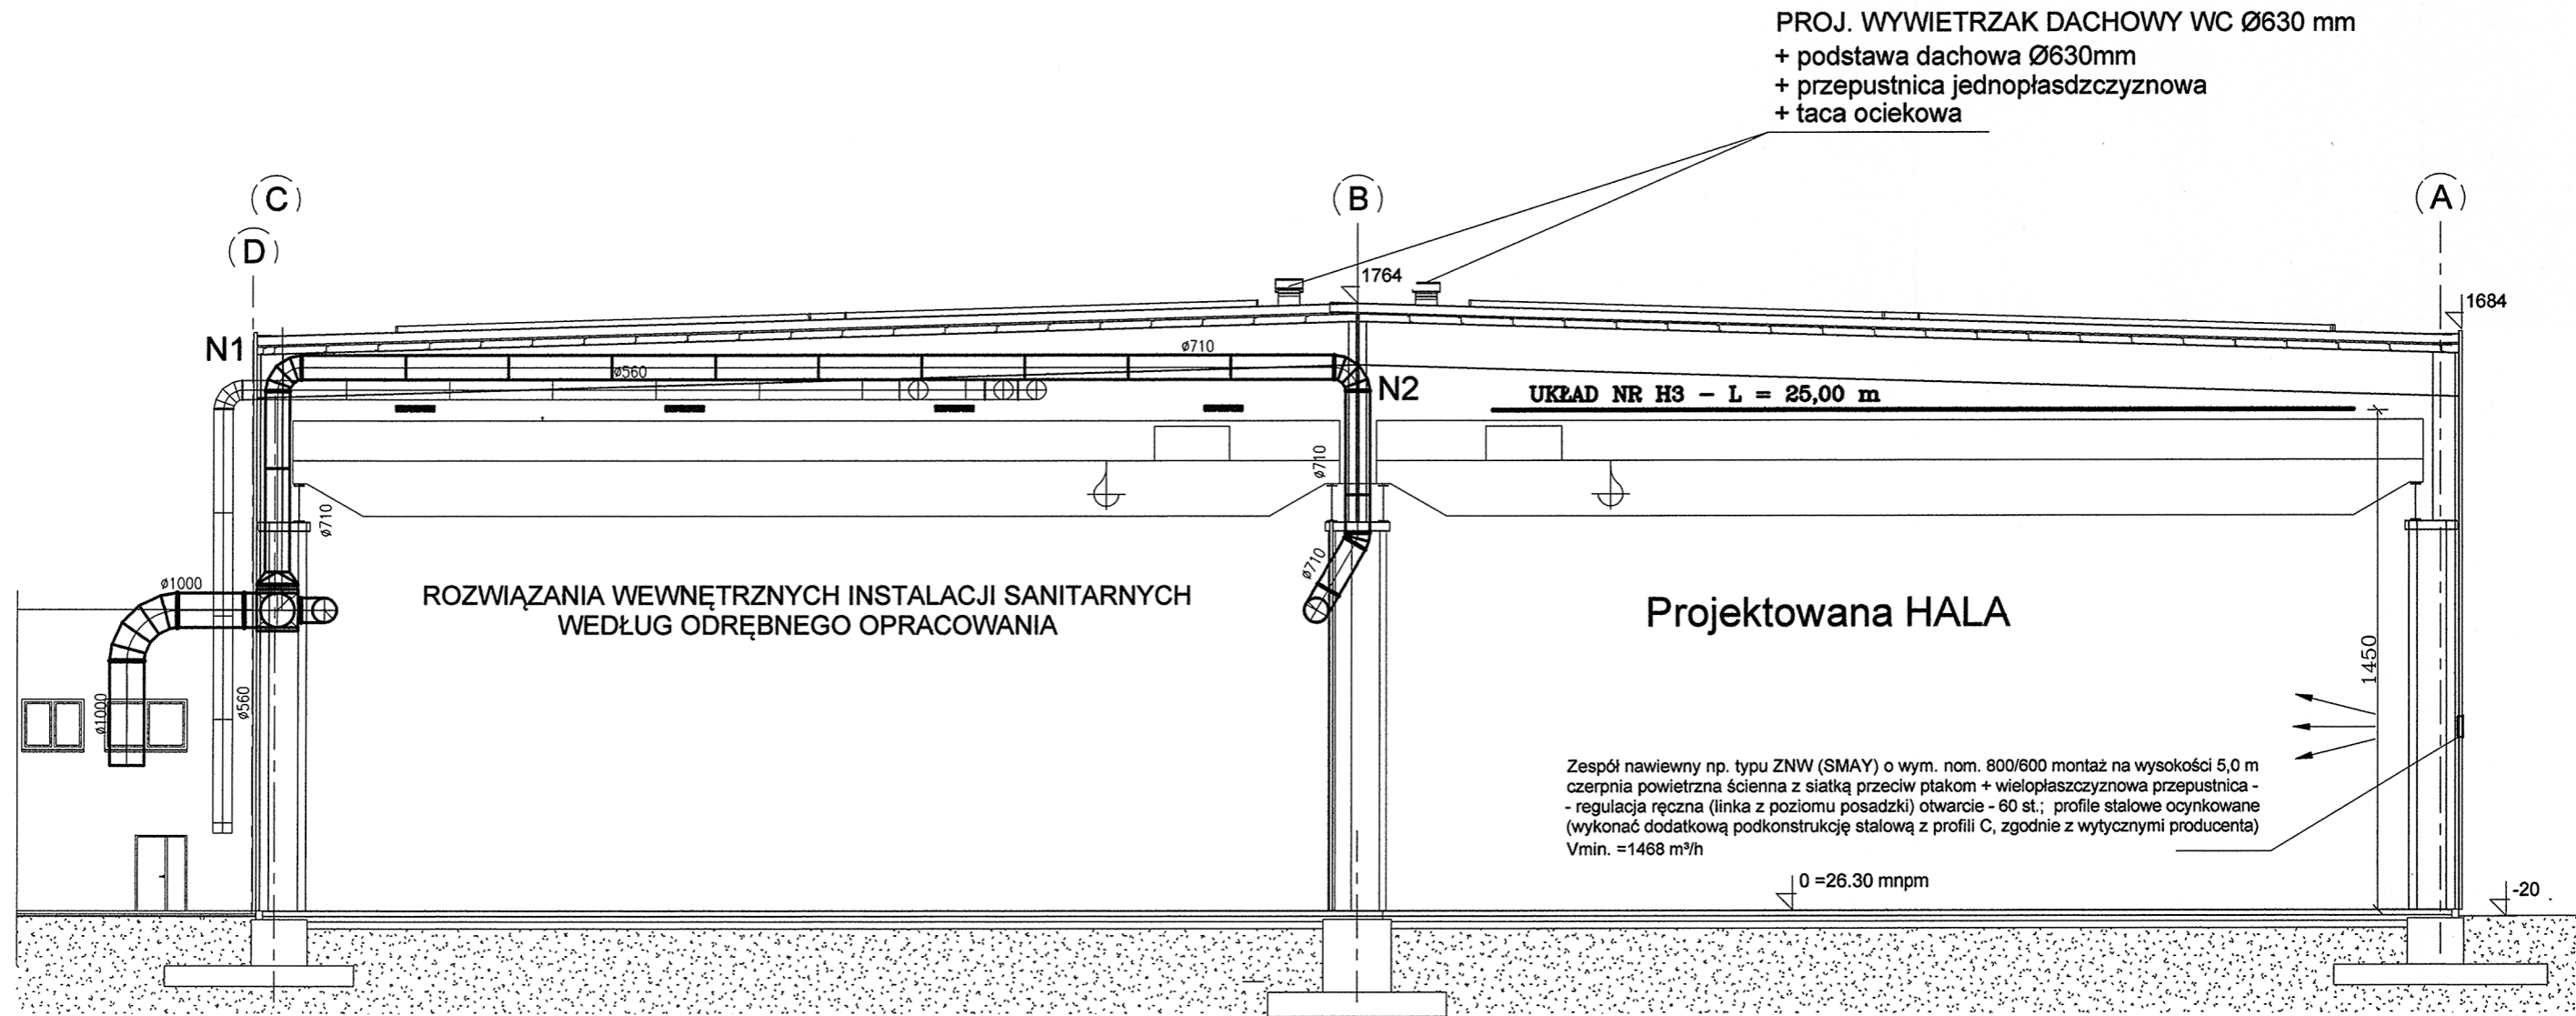 PROJ. WYWIETRZAK DACHOWY WC Ø630 mm
+ podstawa dachowa Ø630mm
+ przepustnica jednopłasdzczyznowa
+ taca ociekowa
(C)
(B)
(A)
(D)
1764
1684
N1
ø710
ø560
N2
UKŁAD NR H3 - L = 25,00 m
ø710
ø710
ø710
ø1000
ROZWIĄZANIA WEWNĘTRZNYCH INSTALACJI SANITARNYCH
WEDŁUG ODRĘBNEGO OPRACOWANIA
Projektowana HALA
1450
ø1000
ø560
Zespół nawiewny np. typu ZNW (SMAY) o wym. nom. 800/600 montaż na wysokości 5,0 m
czerpnia powietrzna ścienna z siatką przeciw ptakom + wielopłaszczyznowa przepustnica -
- regulacja ręczna (linka z poziomu posadzki) otwarcie - 60 st.; profile stalowe ocynkowane
(wykonać dodatkową podkonstrukcję stalową z profili C, zgodnie z wytycznymi producenta)
Vmin. =1468 m³/h
0 =26.30 mnpm
-20